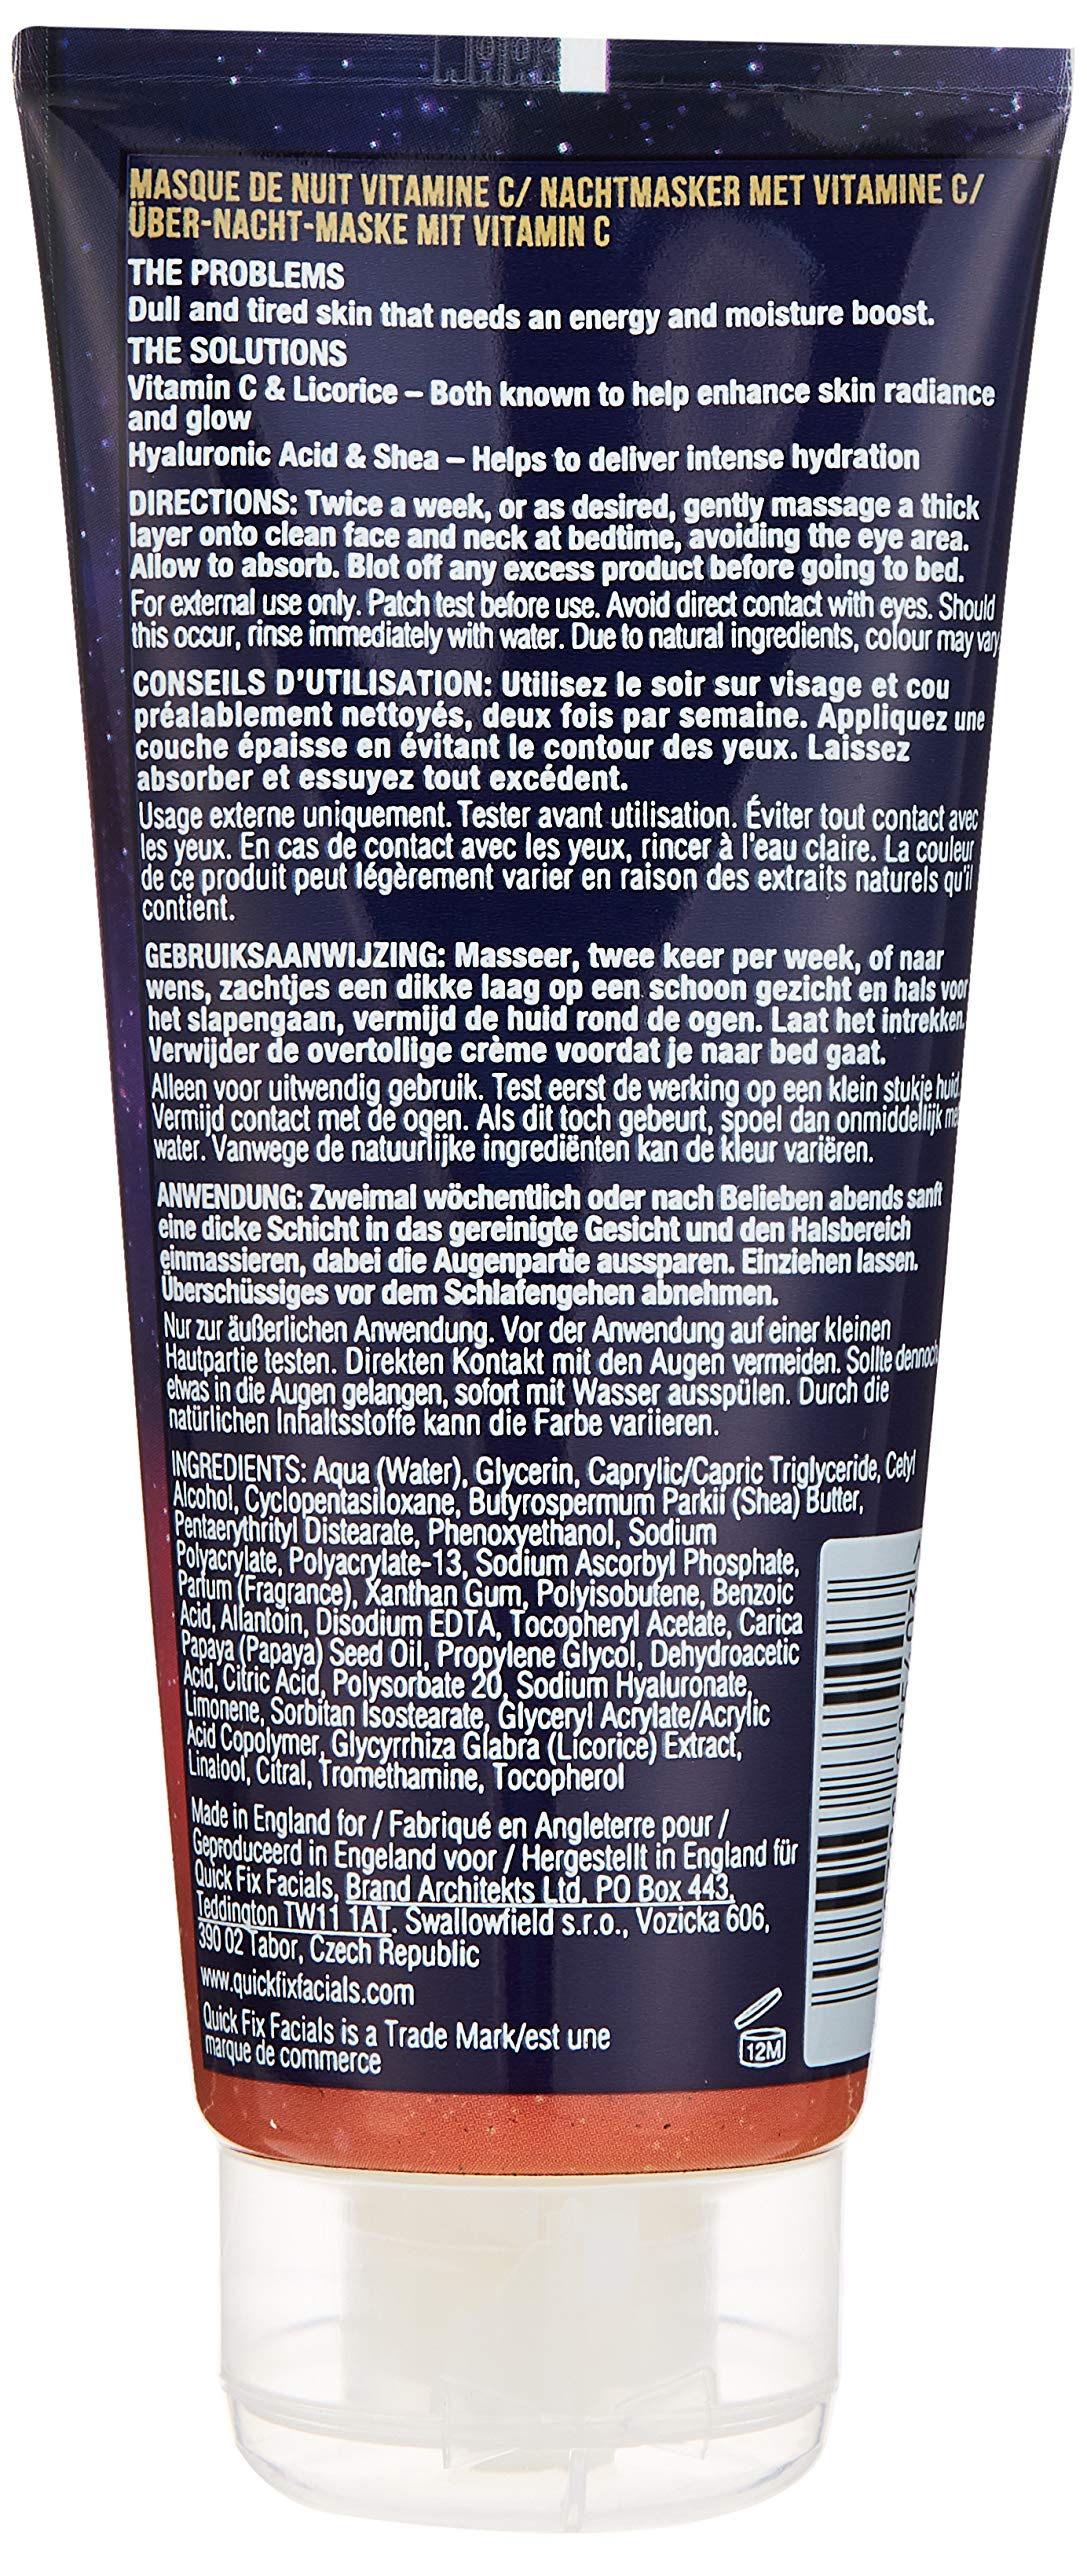 MASQUE DE NUIT VITAMINE C/ NACHTMASKER MET VITAMINE C/
ÜBER-NACHT-MASKE MIT VITAMIN C
THE PROBLEMS
Dull and tired skin that needs an energy and moisture boost.
THE SOLUTIONS
Vitamin C & Licorice – Both known to help enhance skin radiance
and glow
Hyaluronic Acid & Shea – Helps to deliver intense hydration
DIRECTIONS: Twice a week, or as desired, gently massage a thick
layer onto clean face and neck at bedtime, avoiding the eye area.
Allow to absorb. Blot off any excess product before going to bed.
For external use only. Patch test before use. Avoid direct contact with eyes. Should
this occur, rinse immediately with water. Due to natural ingredients, colour may vary.
CONSEILS D'UTILISATION: Utilisez le soir sur visage et cou
préalablement nettoyés, deux fois par semaine. Appliquez une
couche épaisse en évitant le contour des yeux. Laissez
absorber et essuyez tout excédent.
Usage externe uniquement. Tester avant utilisation. Éviter tout contact avec
les yeux. En cas de contact avec les yeux, rincer à l'eau claire. La couleur
de ce produit peut légèrement varier en raison des extraits naturels qu'il
contient.
GEBRUIKSAANWIJZING: Masseer, twee keer per week, of naar
wens, zachtjes een dikke laag op een schoon gezicht en hals voor
het slapengaan, vermijd de huid rond de ogen. Laat het intrekken.
Verwijder de overtollige crème voordat je naar bed gaat.
Alleen voor uitwendig gebruik. Test eerst de werking op een klein stukje huid.
Vermijd contact met de ogen. Als dit toch gebeurt, spoel dan onmiddellijk met
water. Vanwege de natuurlijke ingrediënten kan de kleur variëren.
ANWENDUNG: Zweimal wöchentlich oder nach Belieben abends sanft
eine dicke Schicht in das gereinigte Gesicht und den Halsbereich
einmassieren, dabei die Augenpartie aussparen. Einziehen lassen.
Überschüssiges vor dem Schlafengehen abnehmen.
Nur zur äußerlichen Anwendung. Vor der Anwendung auf einer kleinen
Hautpartie testen. Direkten Kontakt mit den Augen vermeiden. Sollte dennoch
etwas in die Augen gelangen, sofort mit Wasser ausspülen. Durch die
natürlichen Inhaltsstoffe kann die Farbe variieren.
INGREDIENTS: Aqua (Water), Glycerin, Caprylic/Capric Triglyceride, Cetyl
Alcohol, Cyclopentasiloxane, Butyrospermum Parkii (Shea) Butter,
Pentaerythrityl Distearate, Phenoxyethanol, Sodium
Polyacrylate, Polyacrylate-13, Sodium Ascorbyl Phosphate,
Parfum (Fragrance), Xanthan Gum, Polyisobutene, Benzoic
Acid, Allantoin, Disodium EDTA, Tocopheryl Acetate, Carica
Papaya (Papaya) Seed Oil, Propylene Glycol, Dehydroacetic
Acid, Citric Acid, Polysorbate 20, Sodium Hyaluronate,
Limonene, Sorbitan Isostearate, Glyceryl Acrylate/Acrylic
Acid Copolymer, Glycyrrhiza Glabra (Licorice) Extract,
Linalool, Citral, Tromethamine, Tocopherol
Made in England for / Fabriqué en Angleterre pour /
Geproduceerd in Engeland voor / Hergestellt in England für
Quick Fix Facials, Brand Architekts Ltd, PO Box 443,
Teddington TW11 1AT. Swallowfield s.r.o., Vozicka 606,
390 02 Tabor, Czech Republic
www.quickfixfacials.com
Quick Fix Facials is a Trade Mark/est une
marque de commerce
12M